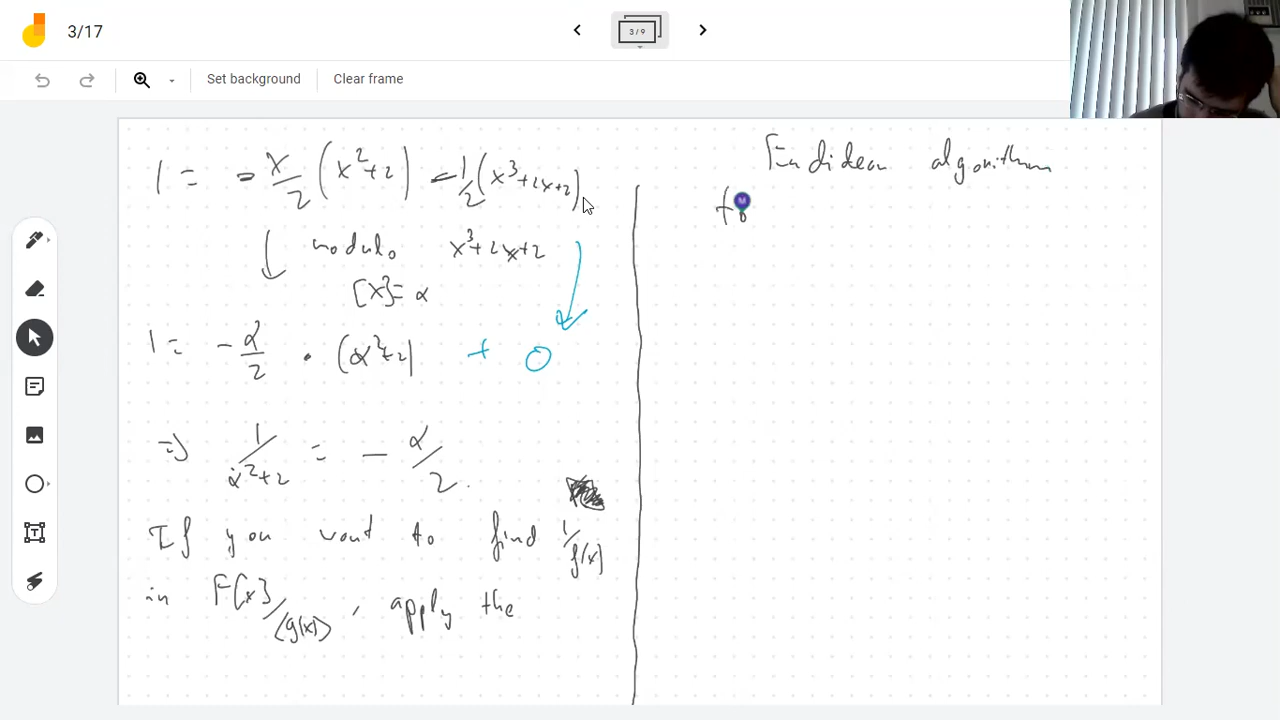 3/17
3 / 9
Set background
Clear frame
1 = - x/2 (x²+2) - 1/2 (x³+2x+2)
modulo x³+2x+2
[x]= α
1 = - α/2 · (α²+2) + 0
⇒ 1/α²+2 = - α/2.
If you want to find 1/f(x)
in F[x]/⟨g(x)⟩, apply the
Euclidean algorithm
to
M